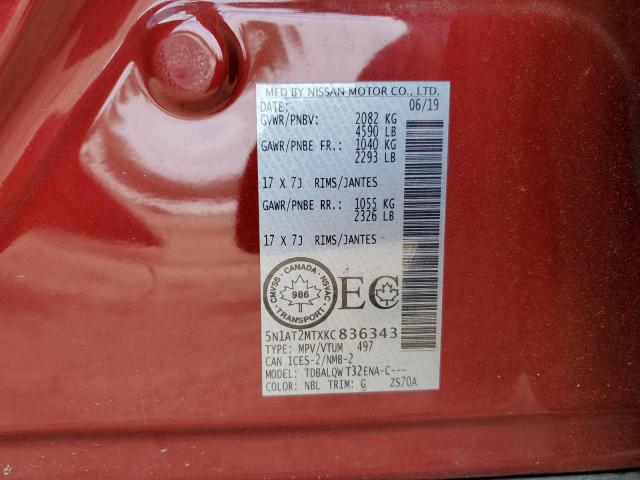 MFD BY NISSAN MOTOR CO., LTD.
DATE: 06/19
GVWR/PNBV: 2082 KG
4590 LB
GAWR/PNBE FR.: 1040 KG
2293 LB
17 X 7J RIMS/JANTES
GAWR/PNBE RR.: 1055 KG
2326 LB
17 X 7J RIMS/JANTES
CANADA
CMVSS NSVAC
986
TRANSPORT
EC
5N1AT2MTXKC836343
TYPE: MPV/VTUM 497
CAN ICES-2/NMB-2
MODEL: TDBALQWT32ENA-C---
COLOR: NBL TRIM: G ZS70A